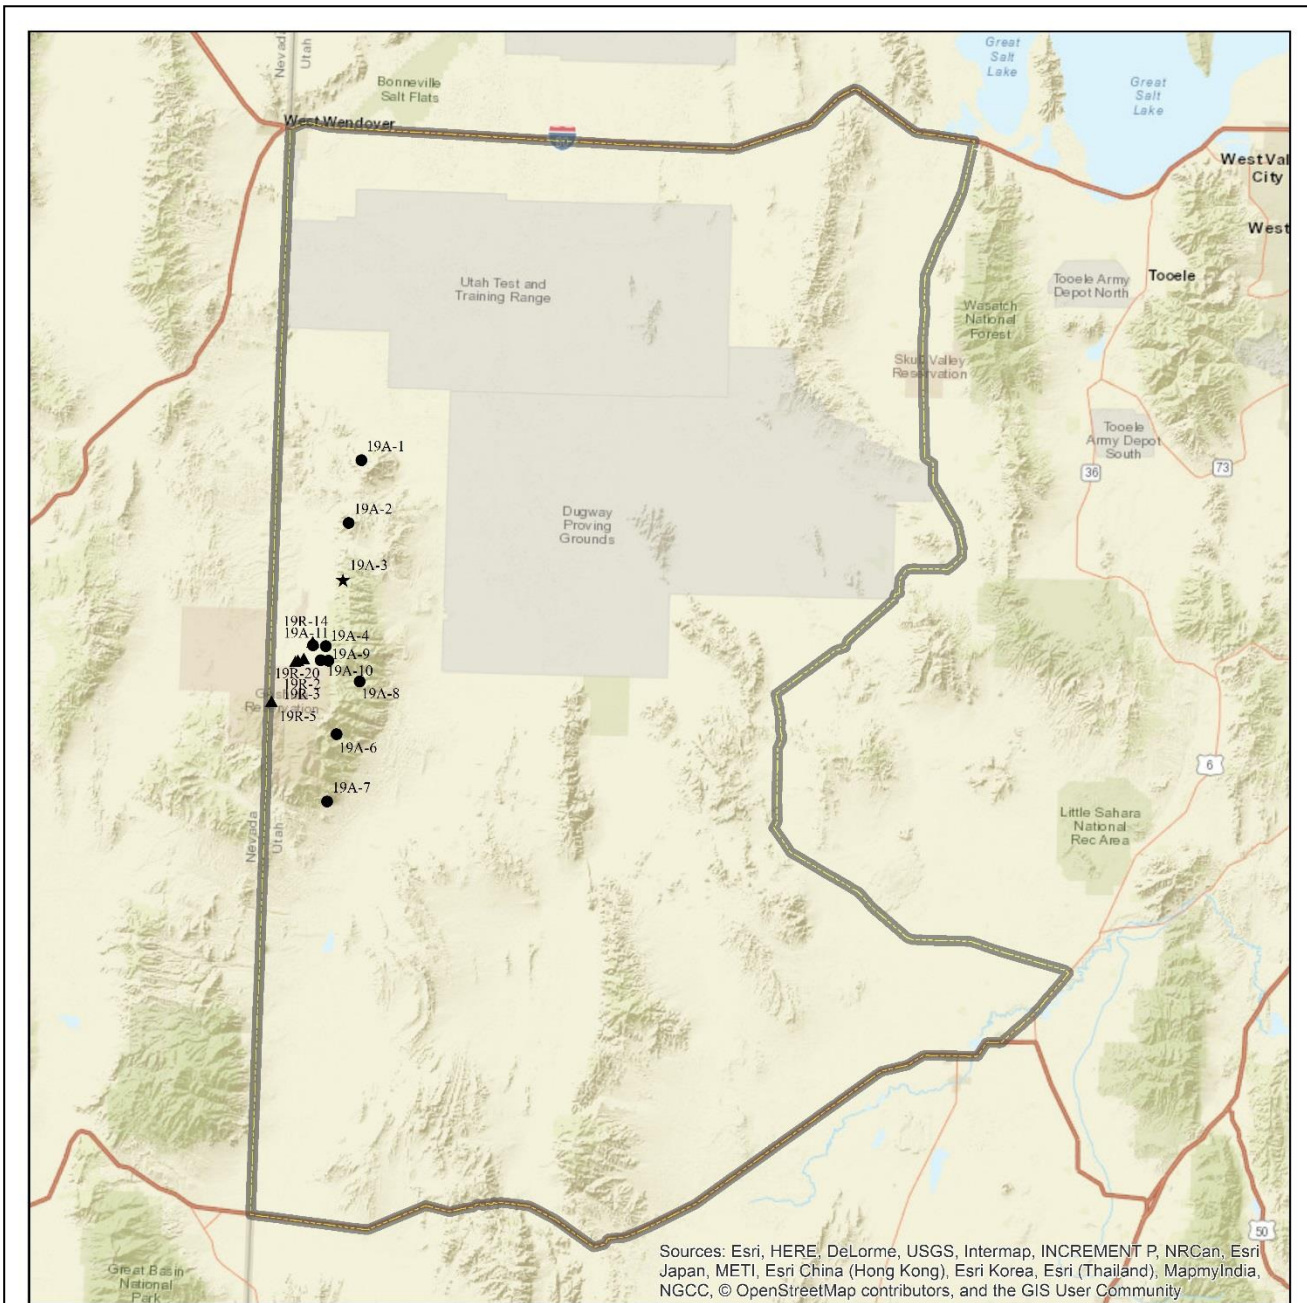 Nevada
Utah
Bonneville
Salt Flats
Great
Salt
Lake
Great
Salt
Lake
West Wendover
West Val
City
West
Utah Test and
Training Range
Tooele Army
Depot North
Tooele
Wasatch
National
Forest
Skull Valley
Reservation
Tooele
Army Depot
South
36
73
19A-1
19A-2
Dugway
Proving
Grounds
19A-3
19R-14
19A-11
19A-4
19A-9
19R-20
19A-10
19R-2
19R-3
19A-8
Reservation
19R-5
19A-6
6
19A-7
Nevada
Utah
Little Sahara
National
Rec Area
50
Great Basin
National
Park
Sources: Esri, HERE, DeLorme, USGS, Intermap, INCREMENT P, NRCan, Esri
Japan, METI, Esri China (Hong Kong), Esri Korea, Esri (Thailand), MapmyIndia,
NGCC, © OpenStreetMap contributors, and the GIS User Community